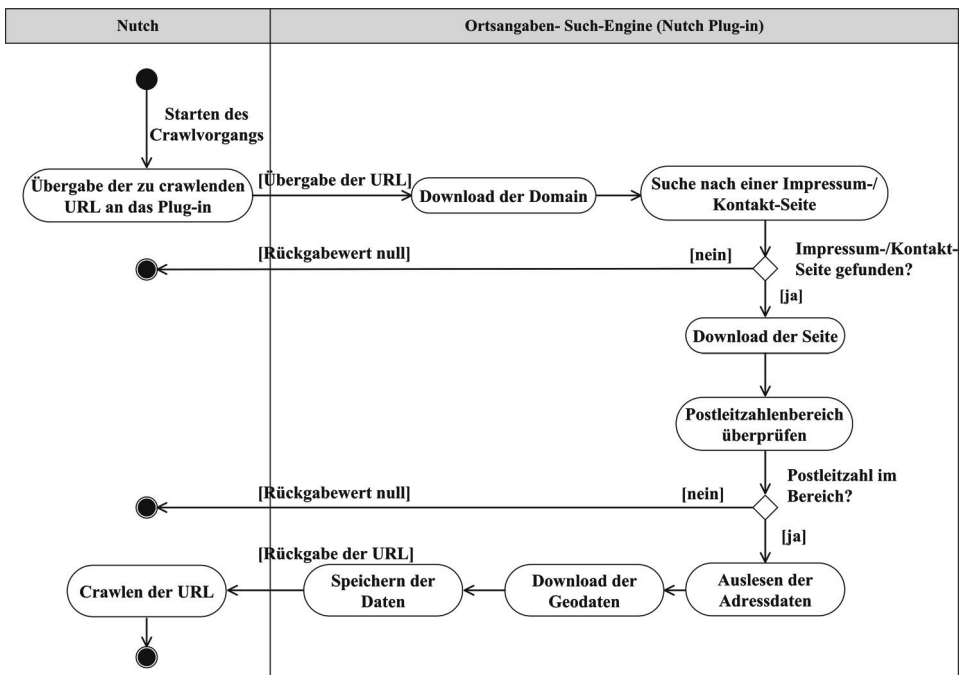 Nutch
Ortsangaben- Such-Engine (Nutch Plug-in)
Starten des
Crawlvorgangs
Übergabe der zu crawlenden
URL an das Plug-in
[Übergabe der URL]
Download der Domain
Suche nach einer Impressum-/
Kontakt-Seite
[Rückgabewert null]
[nein]
Impressum-/Kontakt-
Seite gefunden?
[ja]
Download der Seite
Postleitzahlenbereich
überprüfen
[Rückgabewert null]
[nein]
Postleitzahl im
Bereich?
[ja]
[Rückgabe der URL]
Crawlen der URL
Speichern der
Daten
Download der
Geodaten
Auslesen der
Adressdaten